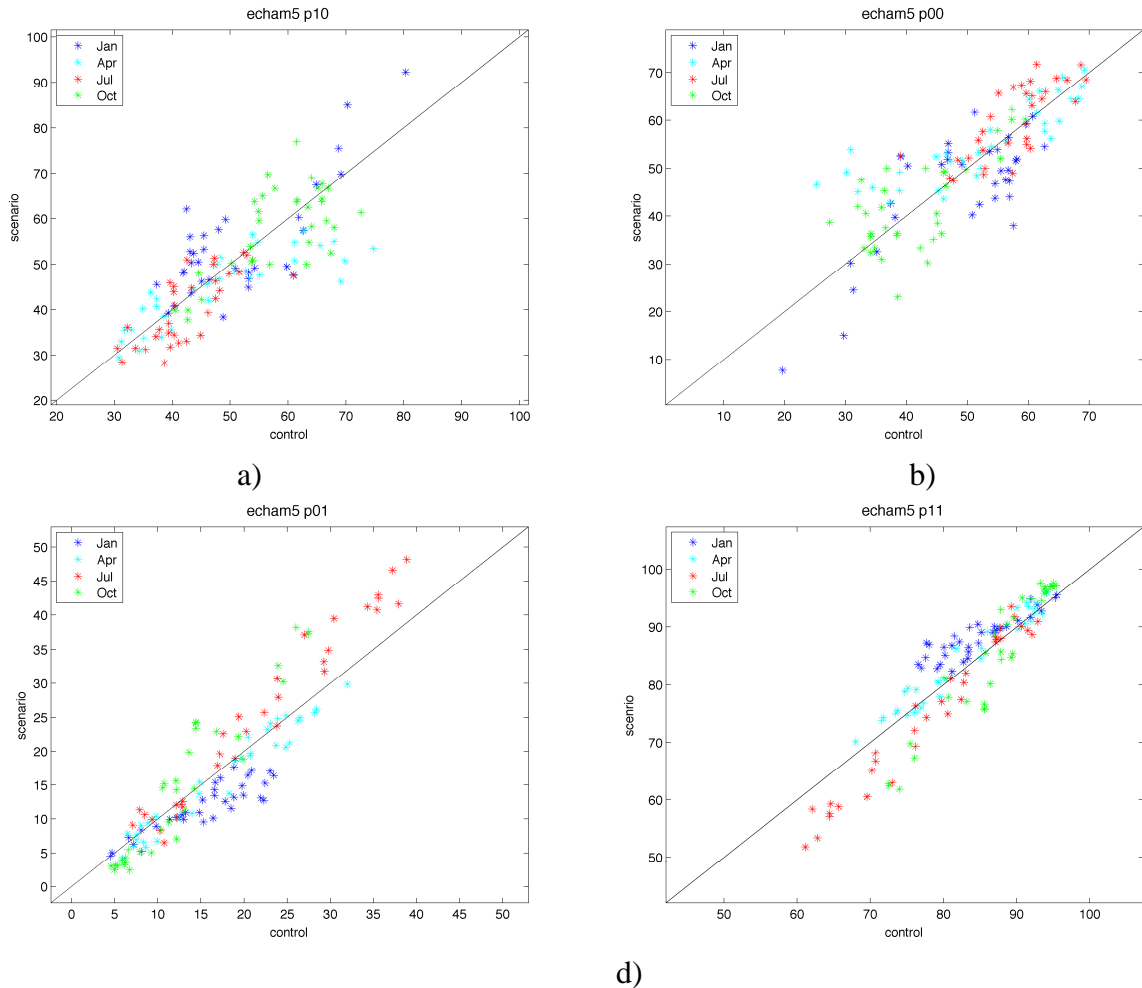 echam5 p10
100
90
80
70
60
50
40
30
20
scenario
Jan
Apr
Jul
Oct
20 30 40 50 60 70 80 90 100
control
a)
echam5 p00
70
60
50
40
30
20
10
scenario
Jan
Apr
Jul
Oct
10 20 30 40 50 60 70
control
b)
echam5 p01
50
45
40
35
30
25
20
15
10
5
0
scenario
Jan
Apr
Jul
Oct
0 5 10 15 20 25 30 35 40 45 50
control
echam5 p11
100
90
80
70
60
50
scenrio
Jan
Apr
Jul
Oct
50 60 70 80 90 100
control
d)